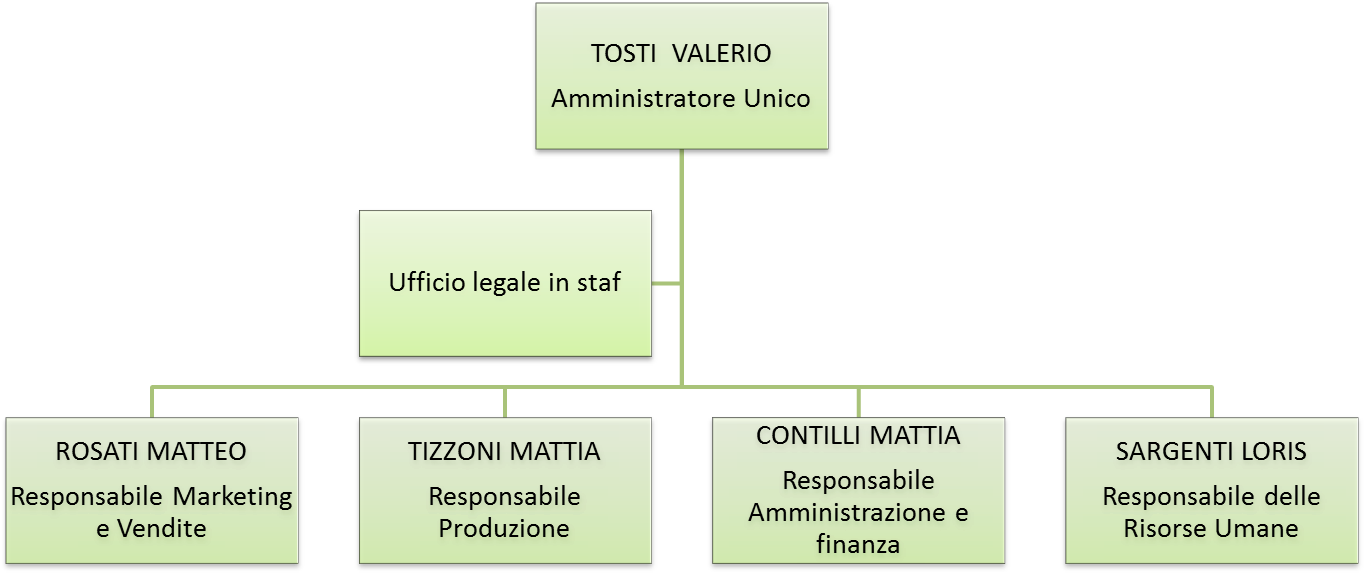 TOSTI  VALERIO
Amministratore Unico
Ufficio legale in staf
ROSATI MATTEO
Responsabile Marketing
e Vendite
TIZZONI MATTIA
Responsabile
Produzione
CONTILLI MATTIA
Responsabile
Amministrazione e
finanza
SARGENTI LORIS
Responsabile delle
Risorse Umane